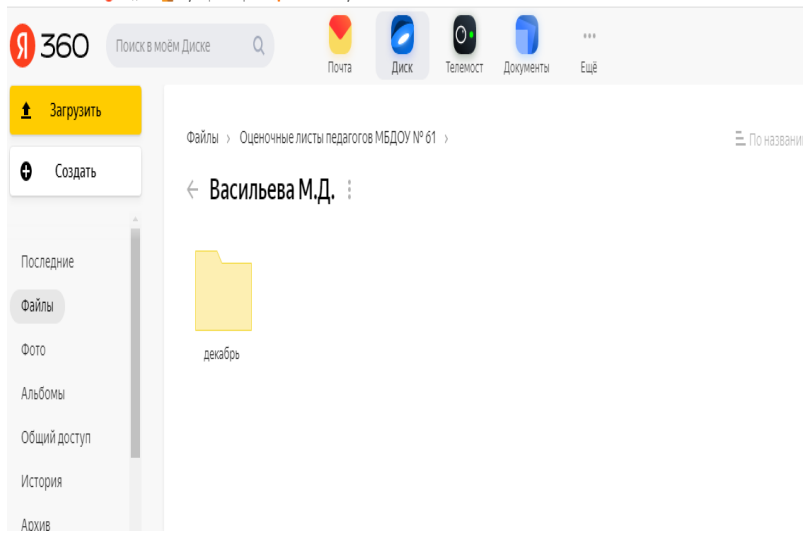 Я 360
Поиск в моём Диске
Почта
Диск
Телемост
Документы
Ещё
Загрузить
Создать
Последние
Файлы
Фото
Альбомы
Общий доступ
История
Архив
Файлы › Оценочные листы педагогов МБДОУ № 61 ›
По названи
← Васильева М.Д.
декабрь